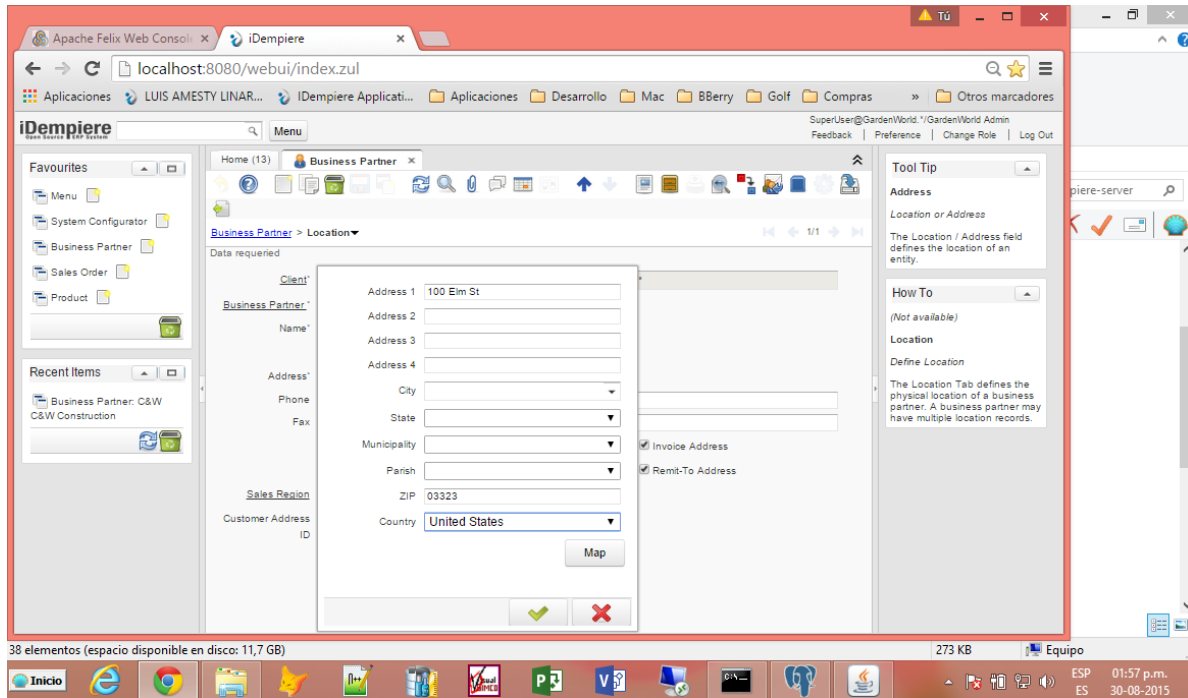 Tú
Apache Felix Web Console
iDempiere
localhost:8080/webui/index.zul
Aplicaciones
LUIS AMESTY LINAR...
IDempiere Applicati...
Aplicaciones
Desarrollo
Mac
BBerry
Golf
Compras
»
Otros marcadores
iDempiere
Open Source ERP System
Menu
SuperUser@GardenWorld.*/GardenWorld Admin
Feedback | Preference | Change Role | Log Out
Favourites
Menu
System Configurator
Business Partner
Sales Order
Product
Recent Items
Business Partner: C&W
C&W Construction
Home (13)
Business Partner
Business Partner > Location
1/1
Data requeried
Client*
Business Partner *
Name*
Address*
Phone
Fax
Sales Region
Customer Address
ID
Address 1 100 Elm St
Address 2
Address 3
Address 4
City
State
Municipality
Parish
ZIP 03323
Country United States
Map
Invoice Address
Remit-To Address
Tool Tip
Address
Location or Address
The Location / Address field
defines the location of an
entity.
How To
(Not available)
Location
Define Location
The Location Tab defines the
physical location of a business
partner. A business partner may
have multiple location records.
piere-server
38 elementos (espacio disponible en disco: 11,7 GB)
273 KB
Equipo
Inicio
ESP
ES
01:57 p.m.
30-08-2015